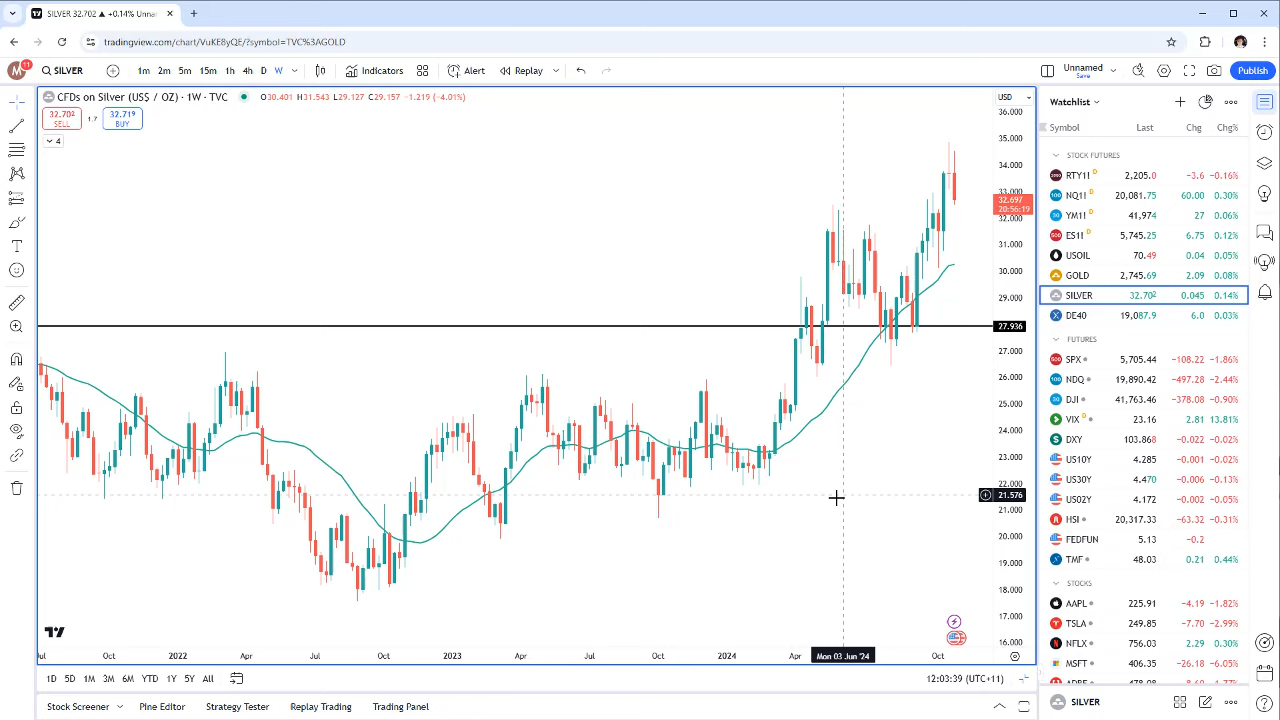 SILVER 32.702 ▲ +0.14% Unna
tradingview.com/chart/VuKE8yQE/?symbol=TVC%3AGOLD
M 11 SILVER 1m 2m 5m 15m 1h 4h D W Indicators Alert Replay Unnamed Save Publish
CFDs on Silver (US$ / OZ) · 1W · TVC O30.401 H31.543 L29.127 C29.157 −1.219 (−4.01%)
32.702 SELL 1.7 32.719 BUY
4
USD
36.000
35.000
34.000
33.000
32.697
20:56:19
32.000
31.000
30.000
29.000
27.936
27.000
26.000
25.000
24.000
23.000
22.000
21.576
21.000
20.000
19.000
18.000
17.000
16.000
Jul Oct 2022 Apr Jul Oct 2023 Apr Jul Oct 2024 Apr Mon 03 Jun '24 Oct
1D 5D 1M 3M 6M YTD 1Y 5Y All 12:03:39 (UTC+11)
Stock Screener Pine Editor Strategy Tester Replay Trading Trading Panel
Watchlist
Symbol Last Chg Chg%
STOCK FUTURES
RTY1! D 2,205.0 −3.6 −0.16%
NQ1! D 20,081.75 60.00 0.30%
YM1! D 41,974 27 0.06%
ES1! D 5,745.25 6.75 0.12%
USOIL 70.49 0.04 0.05%
GOLD 2,745.69 2.09 0.08%
SILVER 32.702 0.045 0.14%
DE40 19,087.9 6.0 0.03%
FUTURES
SPX 5,705.44 −108.22 −1.86%
NDQ 19,890.42 −497.28 −2.44%
DJI 41,763.46 −378.08 −0.90%
VIX D 23.16 2.81 13.81%
DXY 103.868 −0.022 −0.02%
US10Y 4.285 −0.001 −0.02%
US30Y 4.470 −0.006 −0.13%
US02Y 4.172 −0.002 −0.05%
HSI 20,317.33 −63.32 −0.31%
FEDFUN 5.13 −0.2
TMF 48.03 0.21 0.44%
STOCKS
AAPL 225.91 −4.19 −1.82%
TSLA 249.85 −7.70 −2.99%
NFLX 756.03 2.29 0.30%
MSFT 406.35 −26.18 −6.05%
SILVER